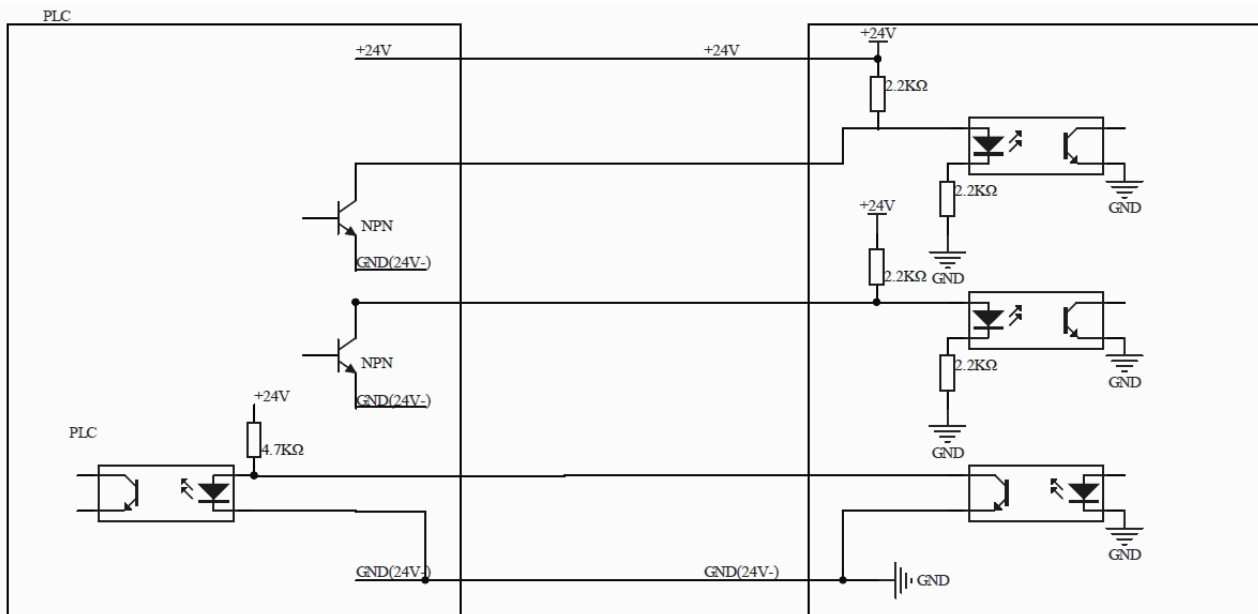 PLC
+24V
+24V
+24V
2.2KΩ
2.2KΩ
GND
+24V
NPN
GND(24V-)
2.2KΩ
GND
NPN
2.2KΩ
GND
+24V
GND(24V-)
PLC
4.7KΩ
GND
GND
GND(24V-)
GND(24V-)
GND